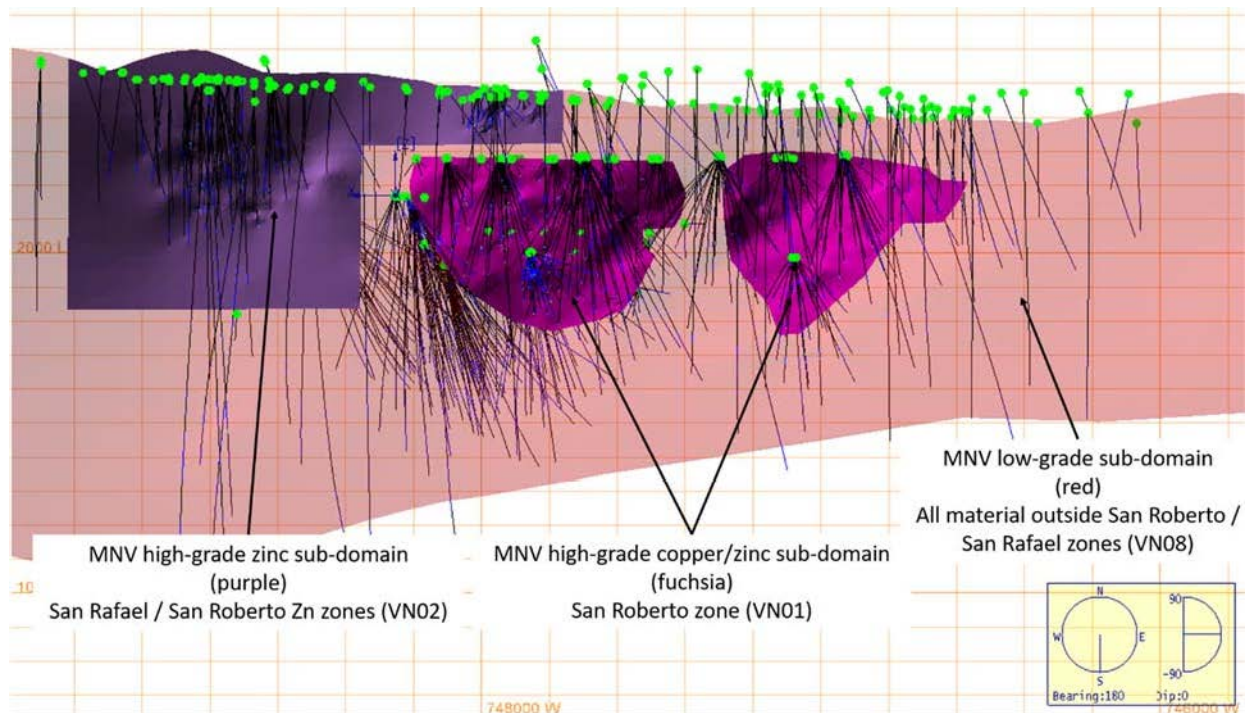 2000 L
MNV low-grade sub-domain
(red)
All material outside San Roberto /
San Rafael zones (VN08)
MNV high-grade zinc sub-domain
(purple)
San Rafael / San Roberto Zn zones (VN02)
MNV high-grade copper/zinc sub-domain
(fuchsia)
San Roberto zone (VN01)
N
W
E
S
90
-90
Bearing:180
Dip:0
748000 W